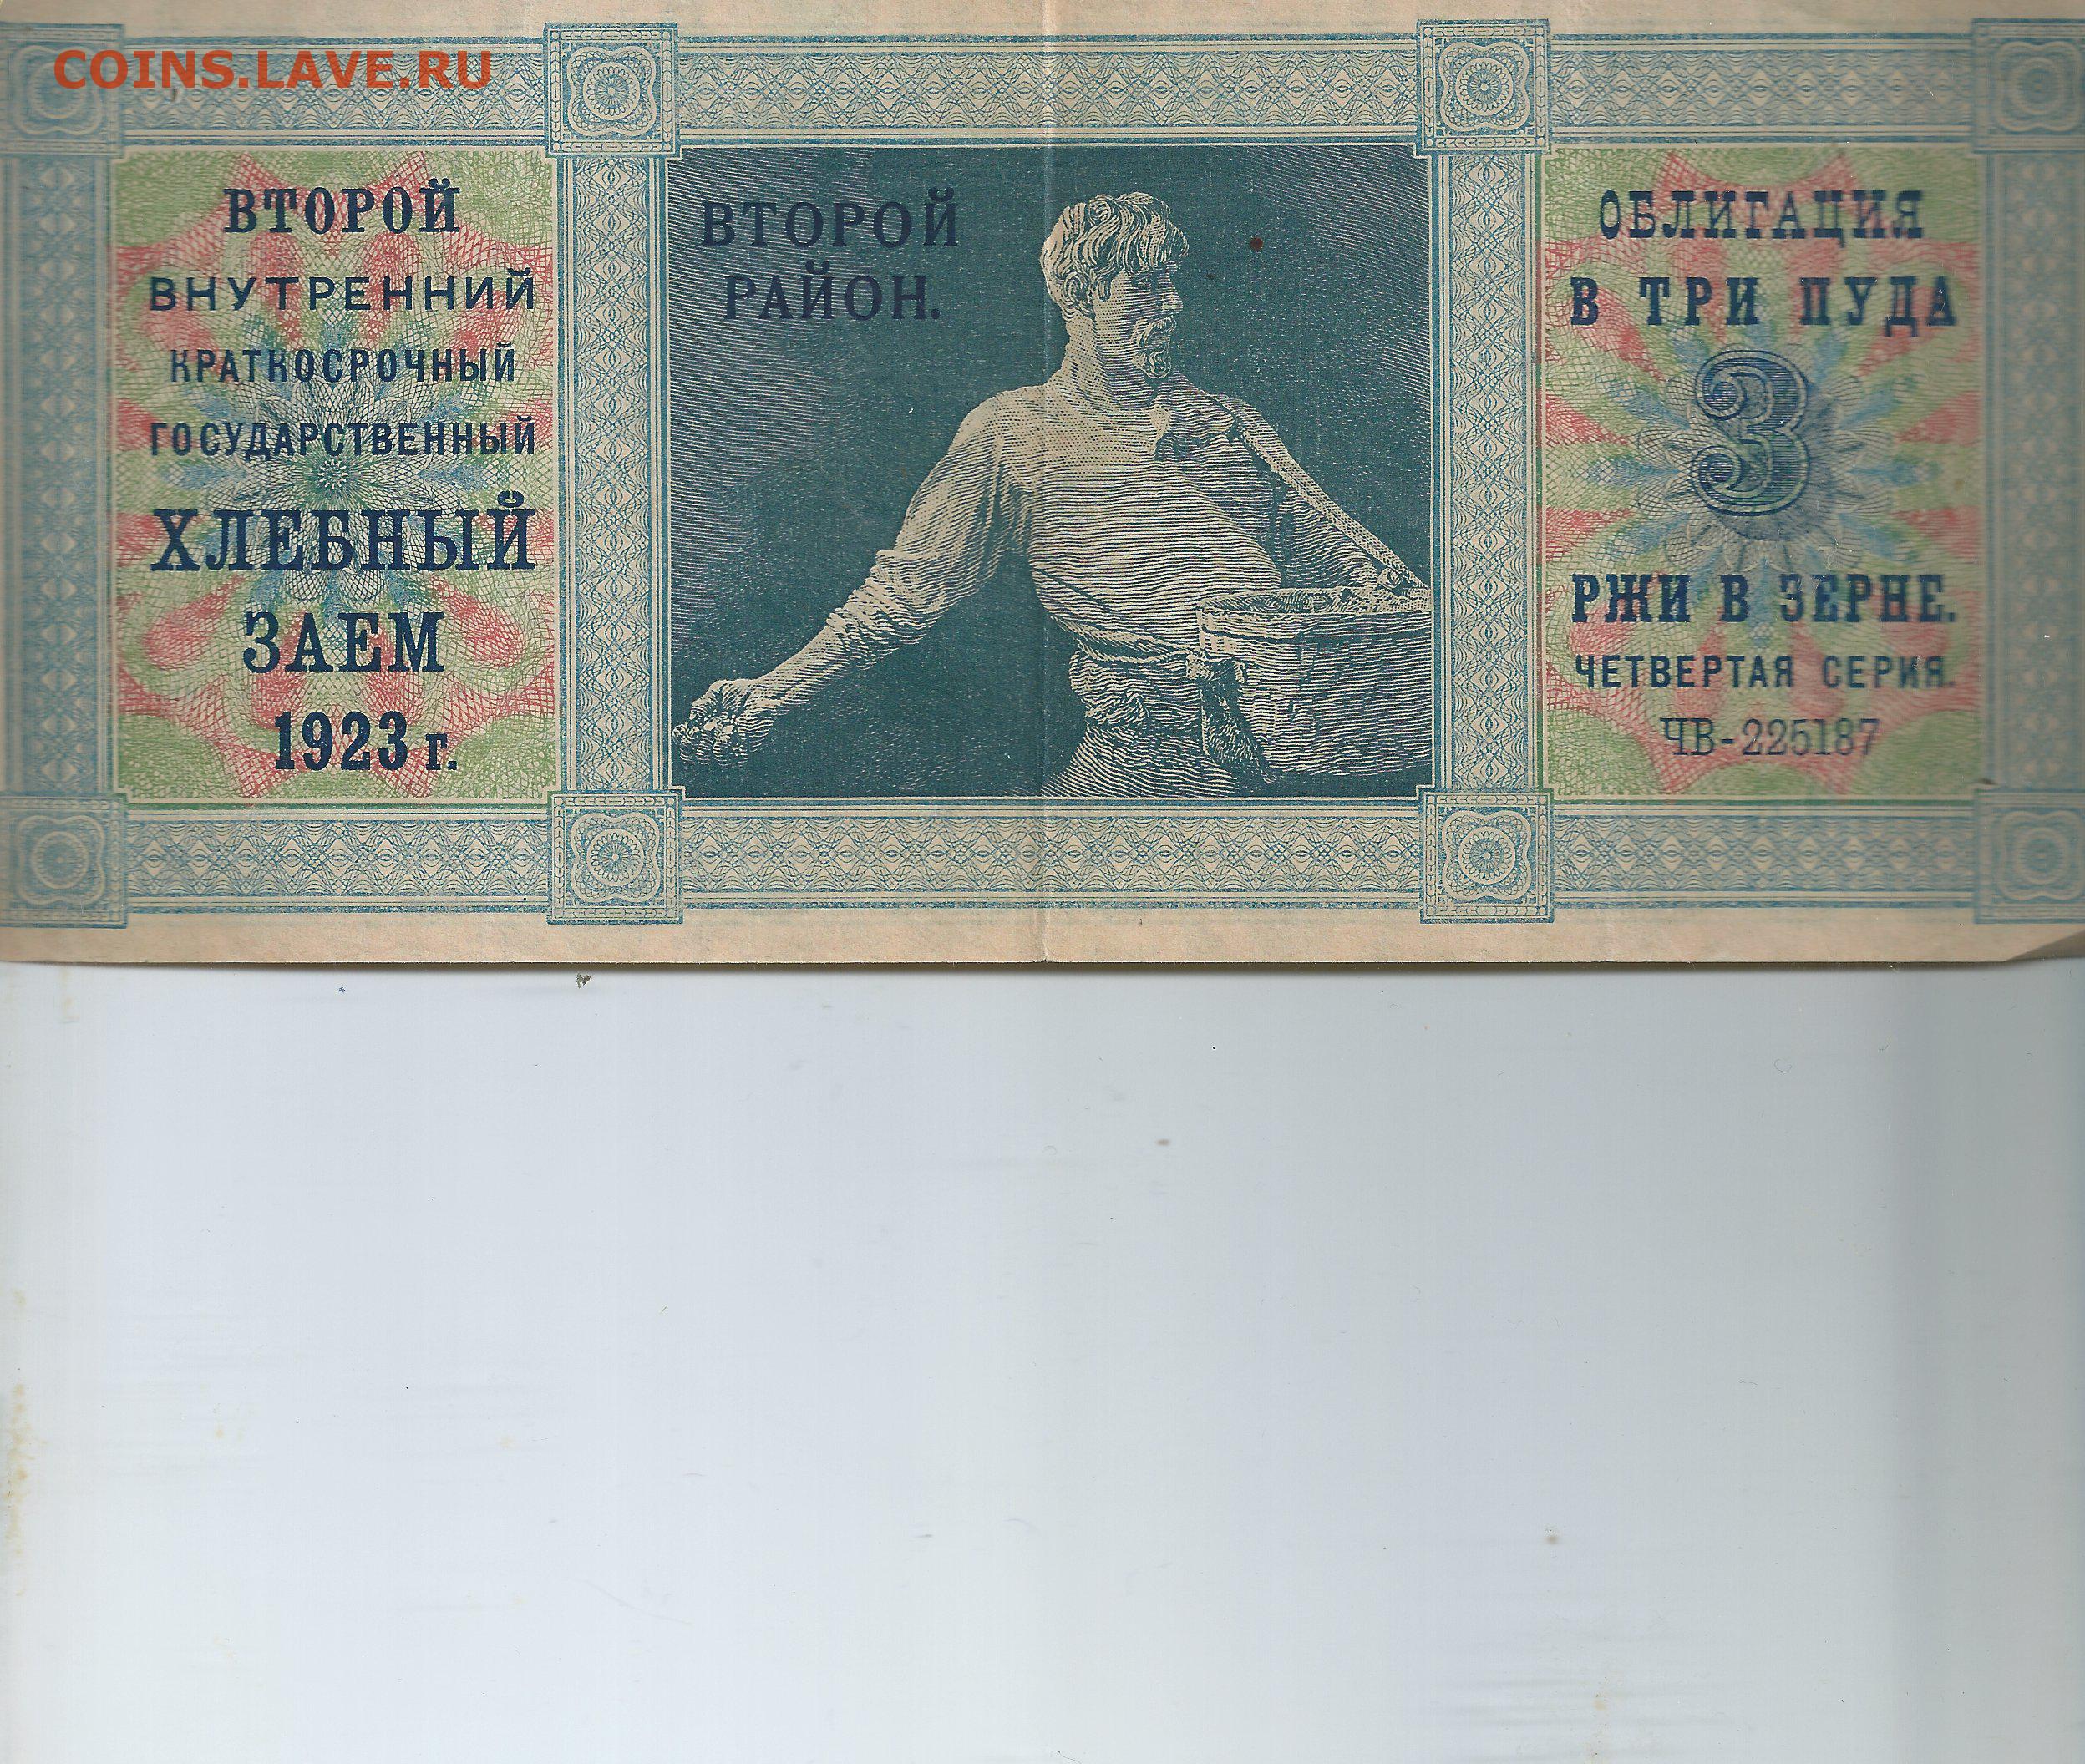 COINS.LAVE.RU
ВТОРОЙ
ВНУТРЕННИЙ
КРАТКОСРОЧНЫЙ
ГОСУДАРСТВЕННЫЙ
ХЛЕБНЫЙ
ЗАЕМ
1923 г.
ВТОРОЙ
РАЙОН.
ОБЛИГАЦИЯ
В ТРИ ПУДА
3
РЖИ В ЗЕРНЕ.
ЧЕТВЕРТАЯ СЕРИЯ.
ЧВ-225187